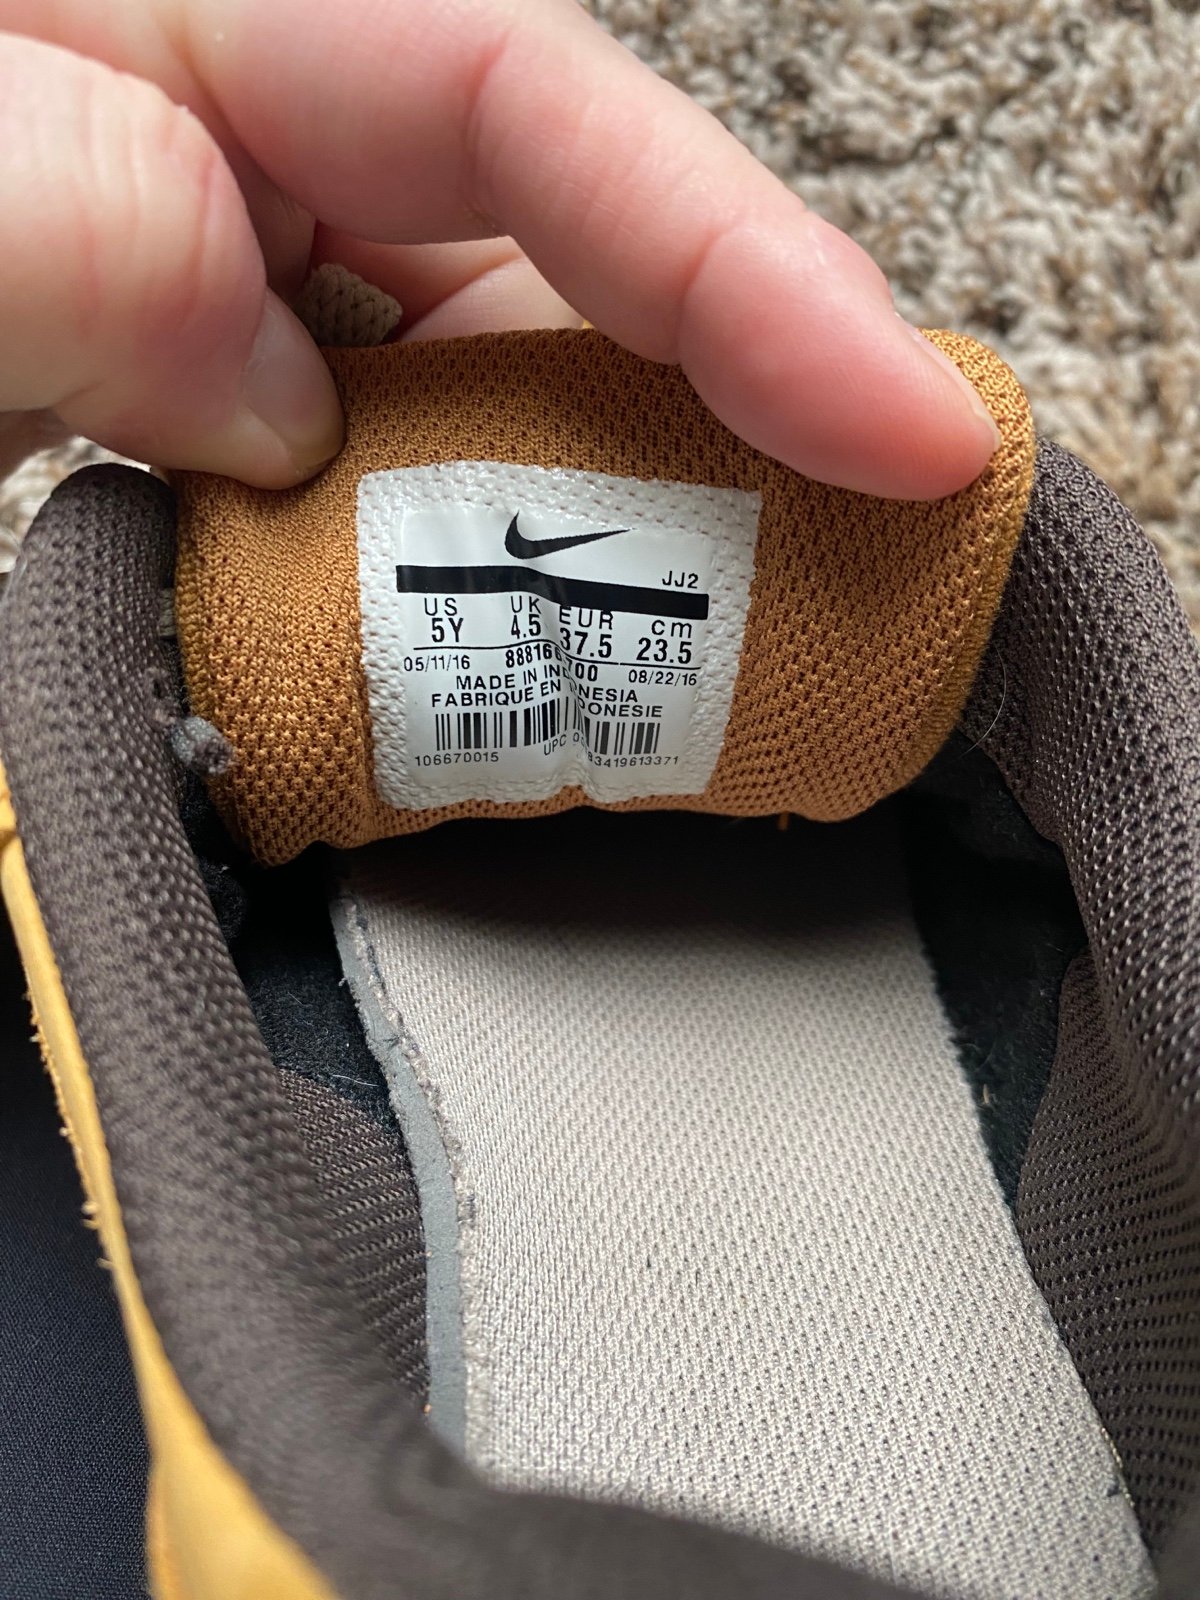 JJ2
US UK EUR cm
5Y 4.5 37.5 23.5
05/11/16 700 08/22/16
MADE IN
FABRIQUE EN
106670015 UPC